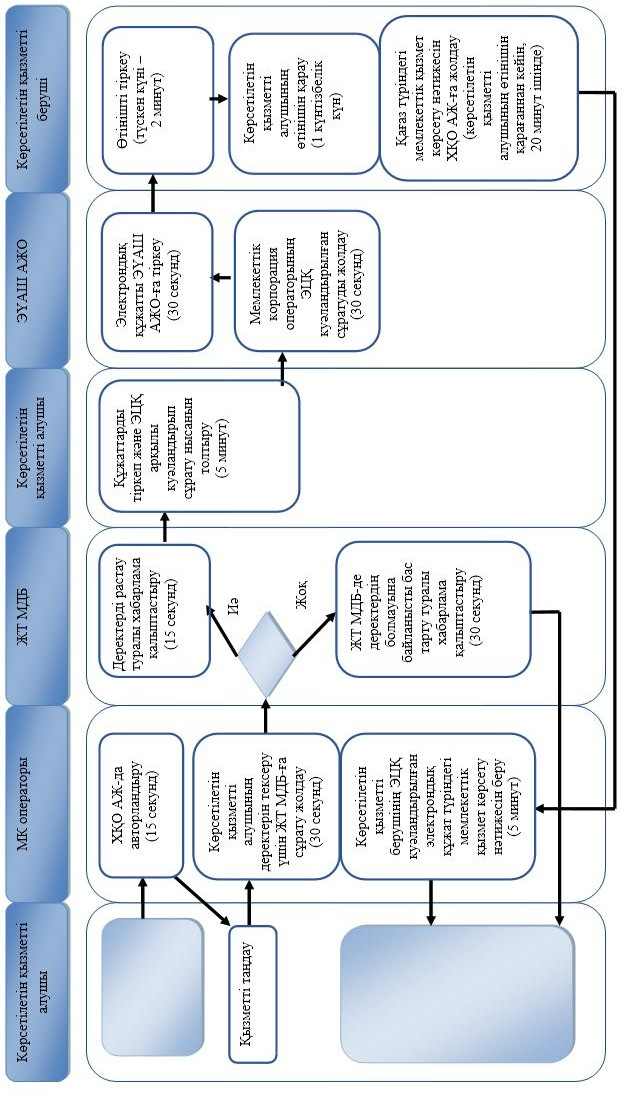 Көрсетілетін қызметті
алушы
МК операторы
ЖТ МДБ
Көрсетілетін
қызметті алушы
ЭҮАШ АЖО
Көрсетілетін қызметті
беруші
Қызметті таңдау
ХҚО АЖ-да
авторландыру
(15 секунд)
Көрсетілетін
қызметті
алушының
деректерін тексеру
үшін ЖТ МДБ-ға
сұрату жолдау
(30 секунд)
Көрсетілетін
қызметті
берушінің ЭЦҚ
куәландырылған
электрондық
құжат түріндегі
мемлекеттік
қызмет көрсету
нәтижесін беру
(5 минут)
Деректерді растау
туралы хабарлама
қалыптастыру
(15 секунд)
Иә
Жоқ
ЖТ МДБ-де
деректердің
болмауына
байланысты бас
тарту туралы
хабарлама
қалыптастыру
(30 секунд)
Құжаттарды
тіркеп және ЭЦҚ
арқылы
куәландырып
сұрату нысанын
толтыру
(5 минут)
Электрондық
құжатты ЭҮАШ
АЖО-ға тіркеу
(30 секунд)
Мемлекеттік
корпорация
операторының
ЭЦҚ
куәландырылған
сұратуды жолдау
(30 секунд)
Өтінішті тіркеу
(түскен күні –
2 минут)
Көрсетілетін
қызметті
алушының
өтінішін қарау
(1 күнтізбелік
күн)
Қағаз түріндегі
мемлекеттік қызмет
көрсету нәтижесін
ХҚО АЖ-ға жолдау
(көрсетілетін
қызметті
алушының өтінішін
қарағаннан кейін,
20 минут ішінде)